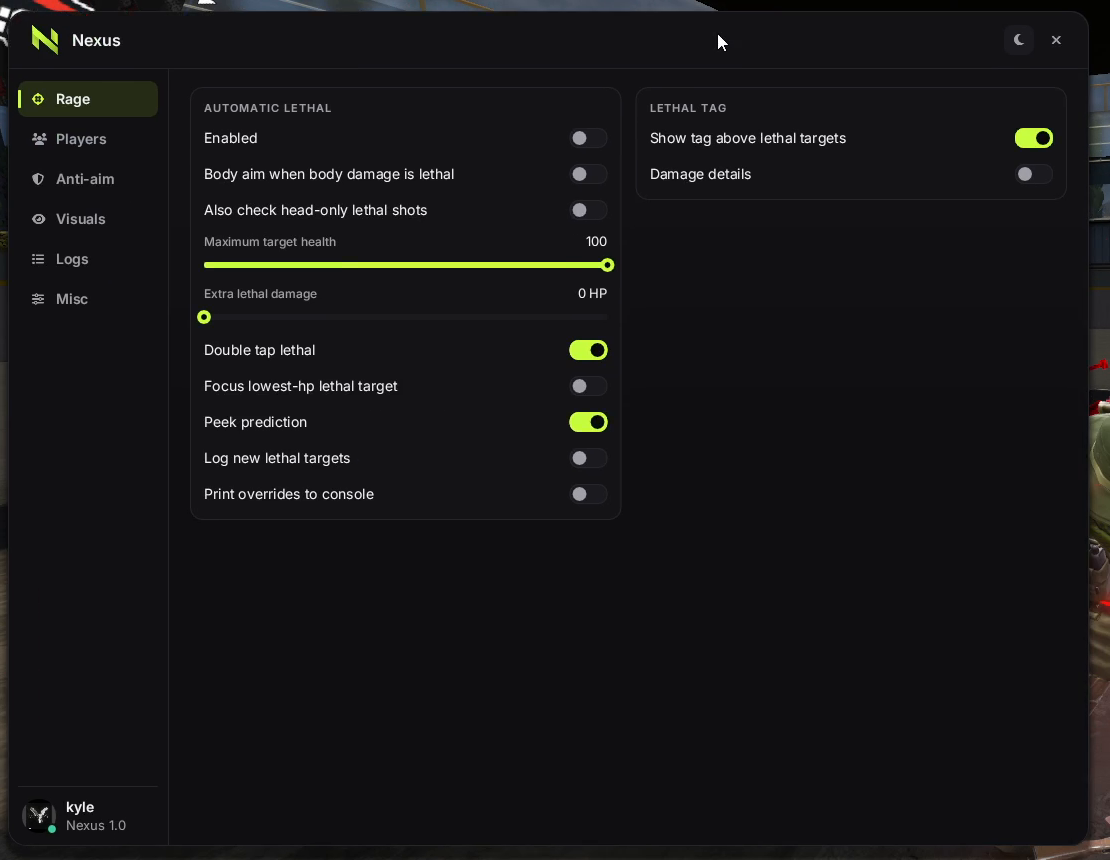 Nexus
Rage
Players
Anti-aim
Visuals
Logs
Misc
AUTOMATIC LETHAL
Enabled
Body aim when body damage is lethal
Also check head-only lethal shots
Maximum target health 100
Extra lethal damage 0 HP
Double tap lethal
Focus lowest-hp lethal target
Peek prediction
Log new lethal targets
Print overrides to console
LETHAL TAG
Show tag above lethal targets
Damage details
kyle
Nexus 1.0